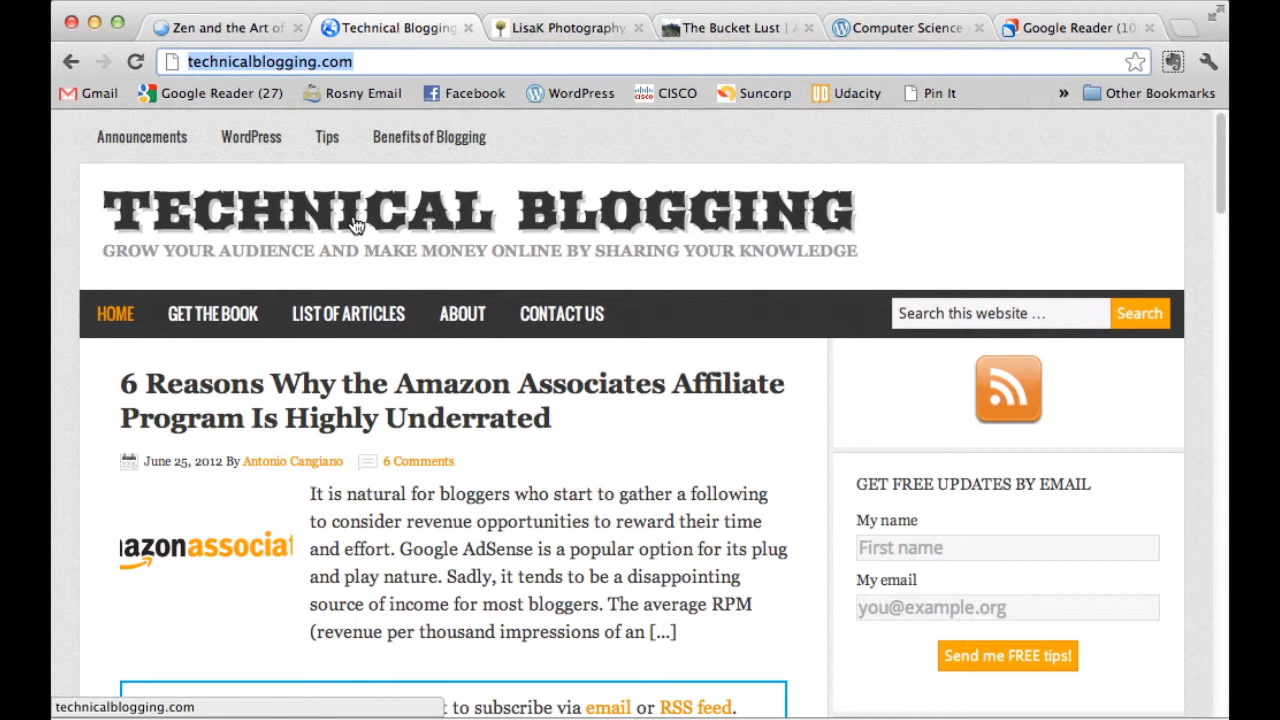 Zen and the Art of
Technical Blogging
LisaK Photography
The Bucket Lust | A
Computer Science
Google Reader (10
technicalblogging.com
Gmail
Google Reader (27)
Rosny Email
Facebook
WordPress
CISCO
Suncorp
Udacity
Pin It
»
Other Bookmarks
Announcements
WordPress
Tips
Benefits of Blogging
TECHNICAL BLOGGING
GROW YOUR AUDIENCE AND MAKE MONEY ONLINE BY SHARING YOUR KNOWLEDGE
HOME
GET THE BOOK
LIST OF ARTICLES
ABOUT
CONTACT US
Search this website ...
Search
6 Reasons Why the Amazon Associates Affiliate
Program Is Highly Underrated
June 25, 2012 By Antonio Cangiano
6 Comments
amazonassociat
It is natural for bloggers who start to gather a following
to consider revenue opportunities to reward their time
and effort. Google AdSense is a popular option for its plug
and play nature. Sadly, it tends to be a disappointing
source of income for most bloggers. The average RPM
(revenue per thousand impressions of an [...]
GET FREE UPDATES BY EMAIL
My name
First name
My email
you@example.org
Send me FREE tips!
t to subscribe via email or RSS feed.
technicalblogging.com